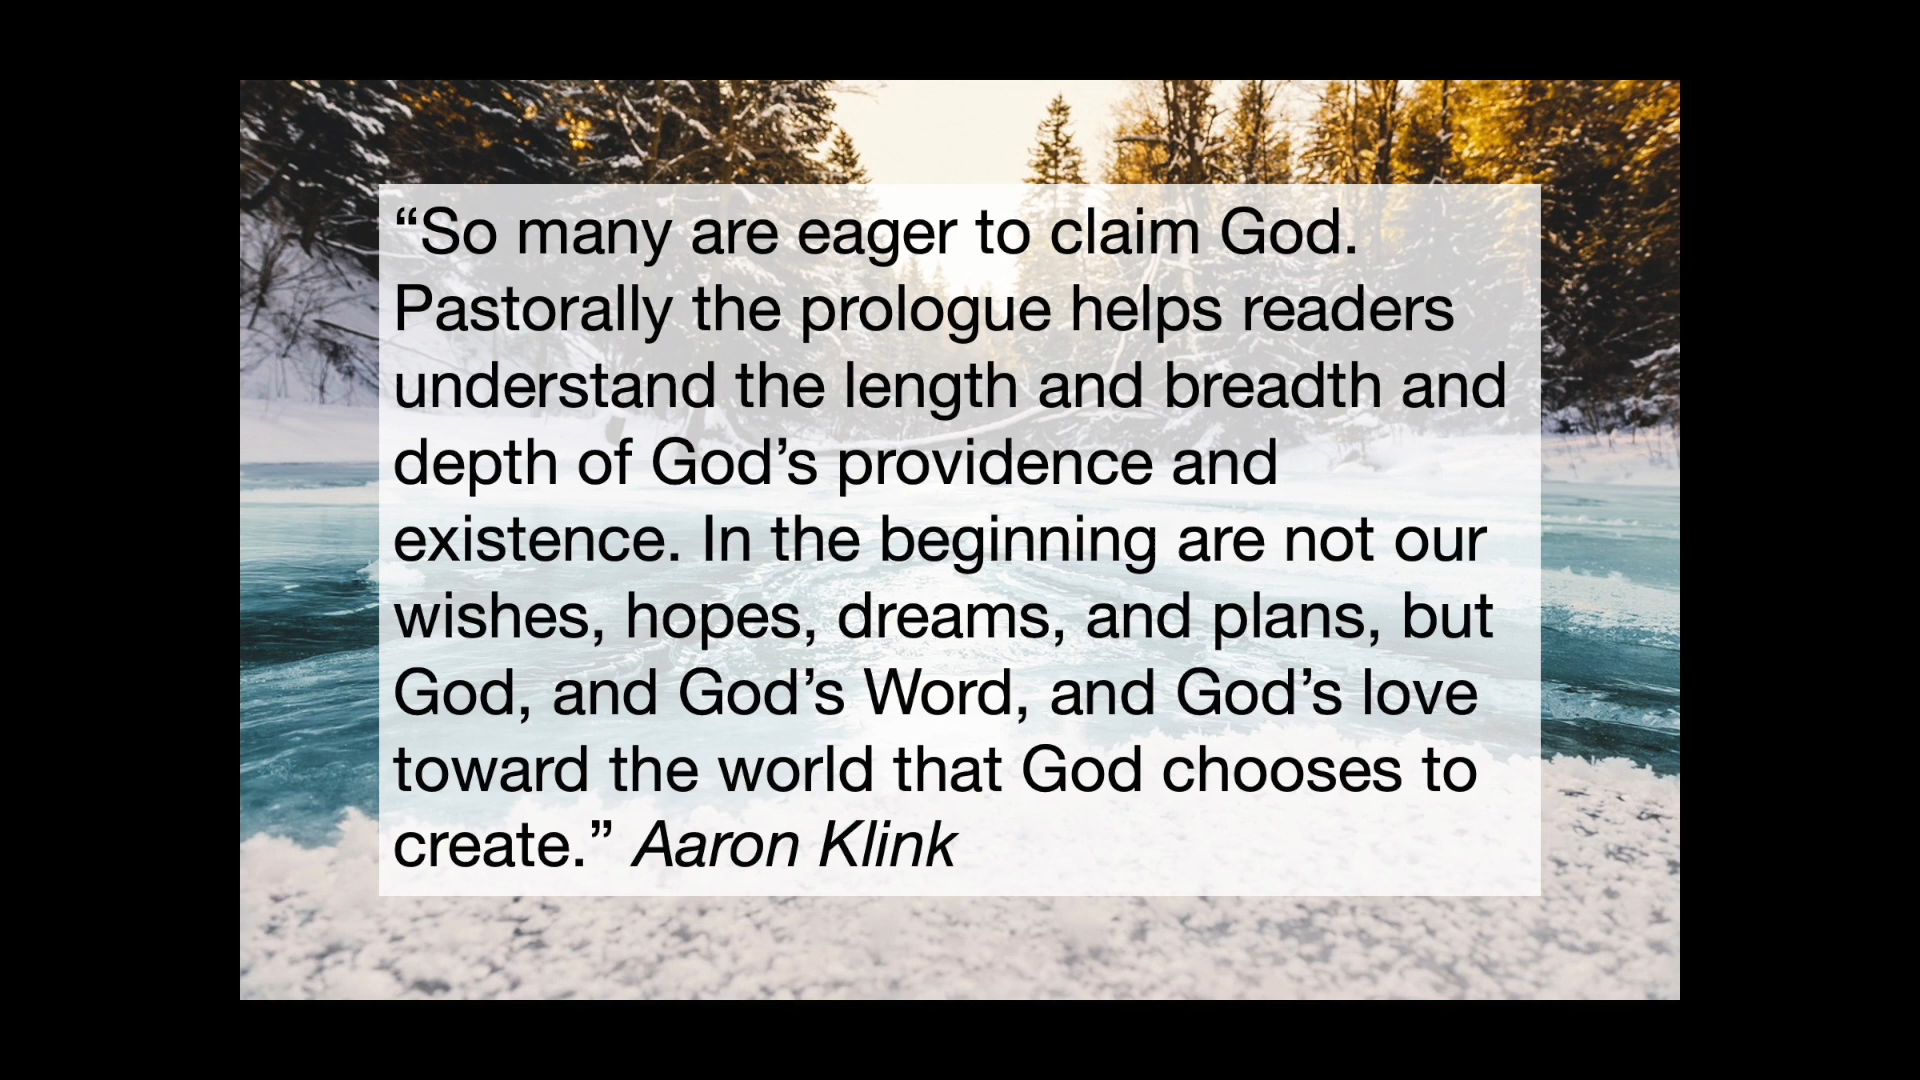 “So many are eager to claim God.
Pastorally the prologue helps readers
understand the length and breadth and
depth of God’s providence and
existence. In the beginning are not our
wishes, hopes, dreams, and plans, but
God, and God’s Word, and God’s love
toward the world that God chooses to
create.” Aaron Klink